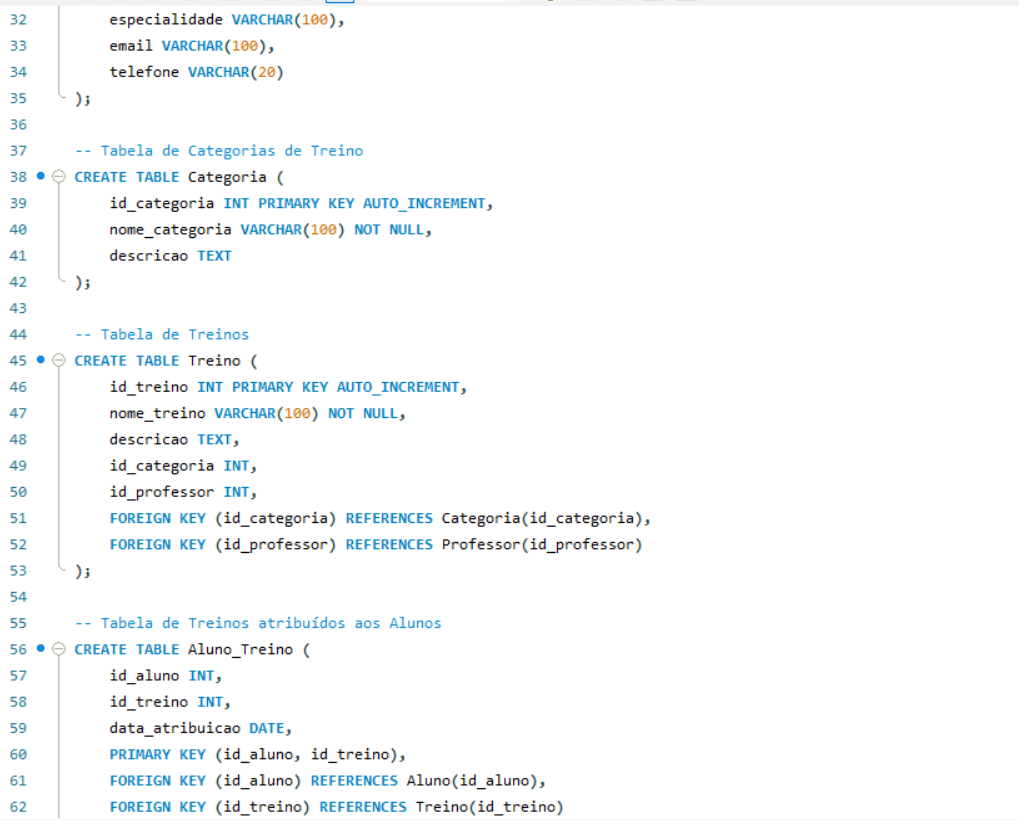 32 especialidade VARCHAR(100),
33 email VARCHAR(100),
34 telefone VARCHAR(20)
35 );
36
37 -- Tabela de Categorias de Treino
38 CREATE TABLE Categoria (
39 id_categoria INT PRIMARY KEY AUTO_INCREMENT,
40 nome_categoria VARCHAR(100) NOT NULL,
41 descricao TEXT
42 );
43
44 -- Tabela de Treinos
45 CREATE TABLE Treino (
46 id_treino INT PRIMARY KEY AUTO_INCREMENT,
47 nome_treino VARCHAR(100) NOT NULL,
48 descricao TEXT,
49 id_categoria INT,
50 id_professor INT,
51 FOREIGN KEY (id_categoria) REFERENCES Categoria(id_categoria),
52 FOREIGN KEY (id_professor) REFERENCES Professor(id_professor)
53 );
54
55 -- Tabela de Treinos atribuídos aos Alunos
56 CREATE TABLE Aluno_Treino (
57 id_aluno INT,
58 id_treino INT,
59 data_atribuicao DATE,
60 PRIMARY KEY (id_aluno, id_treino),
61 FOREIGN KEY (id_aluno) REFERENCES Aluno(id_aluno),
62 FOREIGN KEY (id_treino) REFERENCES Treino(id_treino)